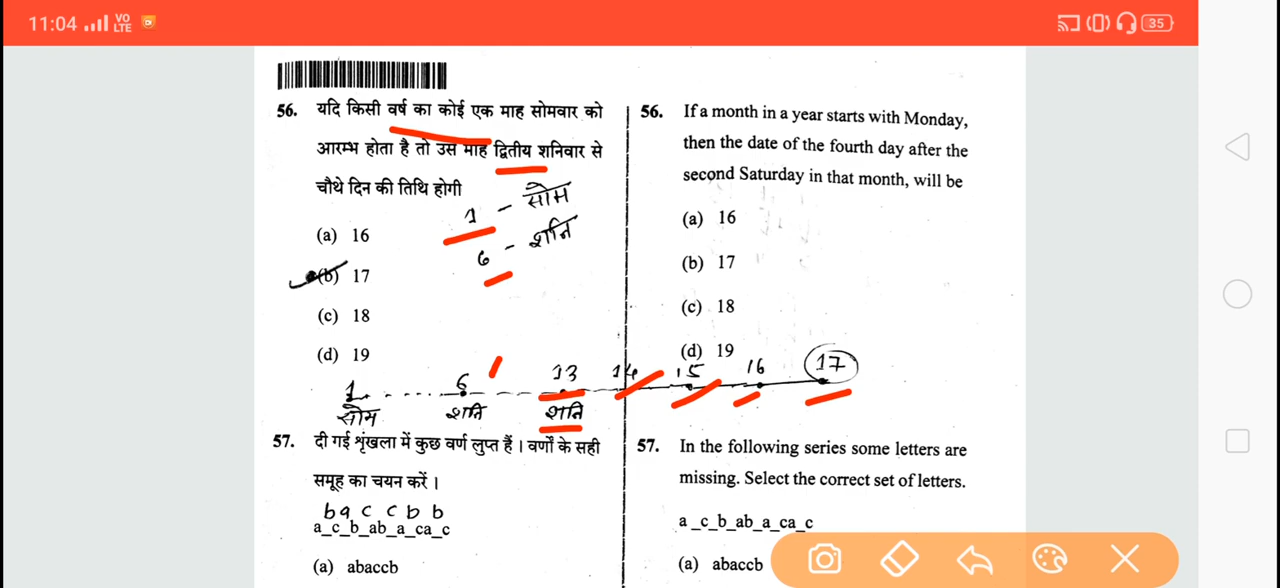 11:04 VO LTE 35
56. यदि किसी वर्ष का कोई एक माह सोमवार को
आरम्भ होता है तो उस माह द्वितीय शनिवार से
चौथे दिन की तिथि होगी
1 - सोम
6 - शनि
(a) 16
(b) 17
(c) 18
(d) 19
56. If a month in a year starts with Monday,
then the date of the fourth day after the
second Saturday in that month, will be
(a) 16
(b) 17
(c) 18
(d) 19
1 6 13 14 15 16 17
सोम शनि शनि
57. दी गई शृंखला में कुछ वर्ण लुप्त हैं। वर्णों के सही
समूह का चयन करें।
b a c c b b
a_c_b_ab_a_ca_c
(a) abaccb
57. In the following series some letters are
missing. Select the correct set of letters.
a_c_b_ab_a_ca_c
(a) abaccb